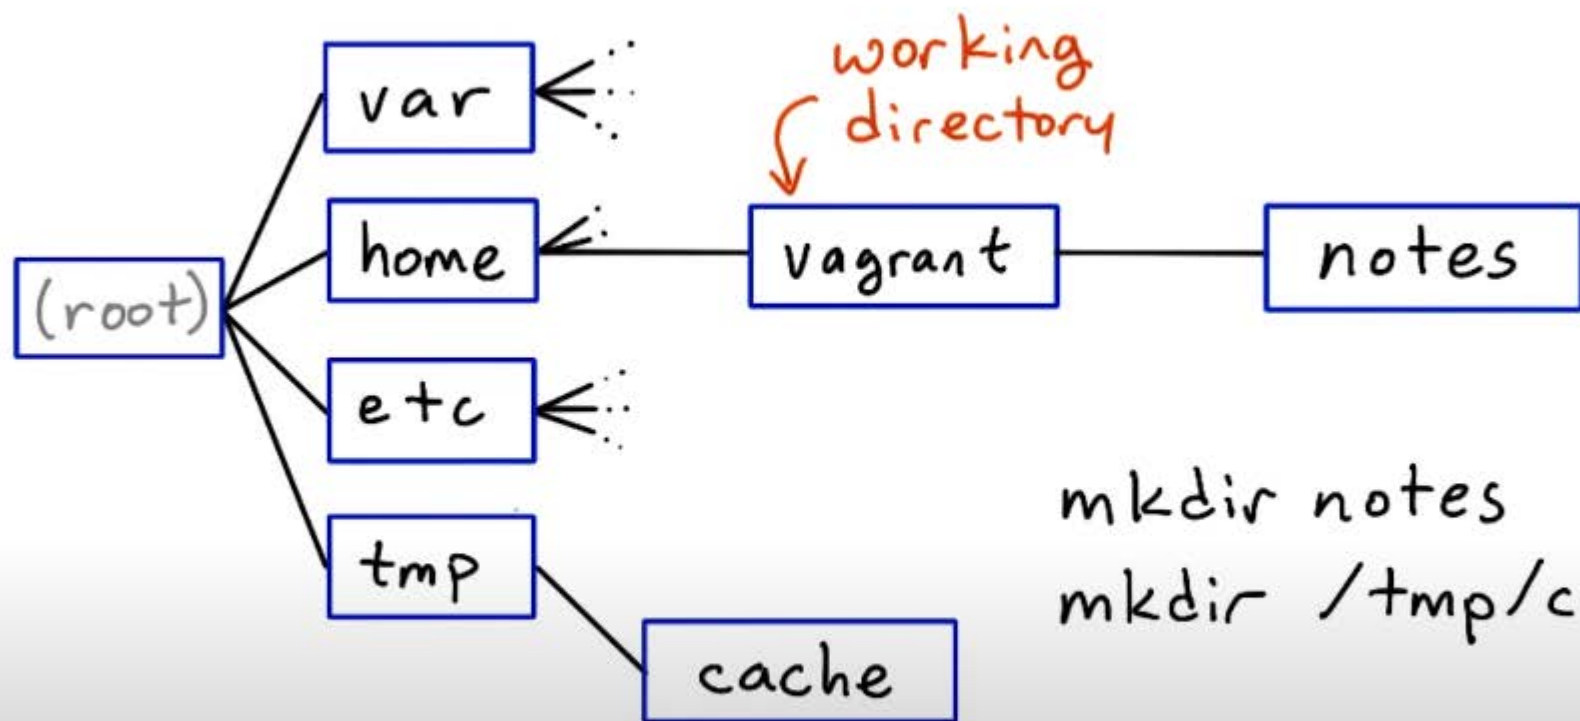 working
directory
var
home
vagrant
notes
(root)
etc
tmp
cache
mkdir notes
mkdir /tmp/c